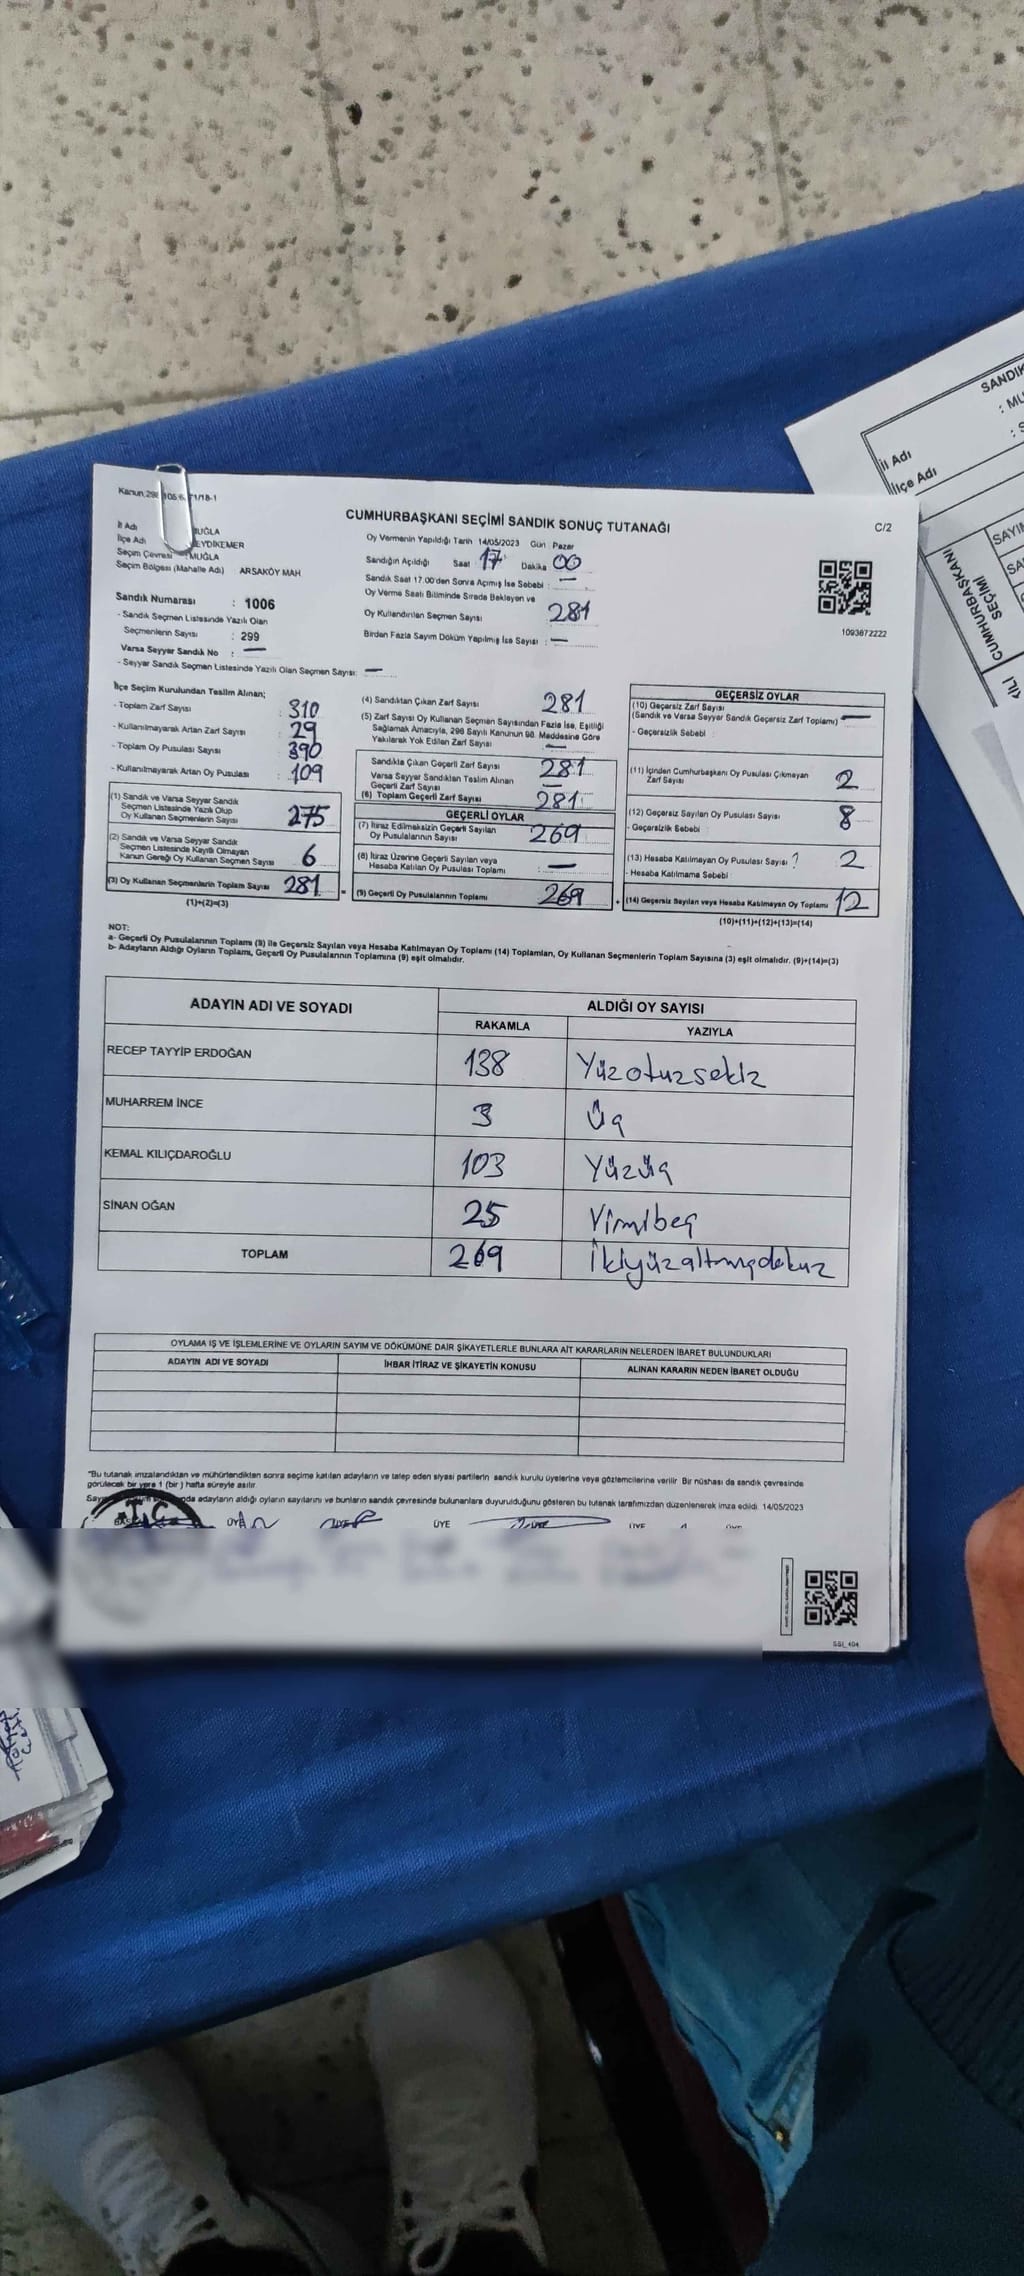 CUMHURBAŞKANI SEÇİMİ SANDIK SONUÇ TUTANAĞI
C/2
İl Adı MUĞLA
İlçe Adı SEYDİKEMER
Seçim Çevresi : MUĞLA
Seçim Bölgesi (Mahalle Adı) : ARSAKÖY MAH
Sandık Numarası : 1006
- Sandık Seçmen Listesinde Yazılı Olan
Seçmenlerin Sayısı : 299
Varsa Seyyar Sandık No : —
- Seyyar Sandık Seçmen Listesinde Yazılı Olan Seçmen Sayısı: —
Oy Vermenin Yapıldığı Tarih 14/05/2023 Gün Pazar
Sandığın Açıldığı Saat 17 Dakika 00
Sandık Saat 17.00'den Sonra Açımış İse Sebebi : —
Oy Verme Saati Bitiminde Sırada Bekleyen ve
Oy Kullandırılan Seçmen Sayısı 281
Birden Fazla Sayım Döküm Yapılmış İse Sayısı : —
1093672222
İlçe Seçim Kurulundan Teslim Alınan;
- Toplam Zarf Sayısı : 310
- Kullanılmayarak Artan Zarf Sayısı : 29
- Toplam Oy Pusulası Sayısı : 390
- Kullanılmayarak Artan Oy Pusulası : 109
(1) Sandık ve Varsa Seyyar Sandık
Seçmen Listesinde Yazılı Olup
Oy Kullanan Seçmenlerin Sayısı 275
(2) Sandık ve Varsa Seyyar Sandık
Seçmen Listesinde Kayıtlı Olmayan
Kanun Gereği Oy Kullanan Seçmen Sayısı 6
(3) Oy Kullanan Seçmenlerin Toplam Sayısı 281
(1)+(2)=(3)
(4) Sandıktan Çıkan Zarf Sayısı 281
(5) Zarf Sayısı Oy Kullanan Seçmen Sayısından Fazla İse, Eşitliği
Sağlamak Amacıyla, 298 Sayılı Kanunun 98. Maddesine Göre
Yakılarak Yok Edilen Zarf Sayısı —
Sandıkta Çıkan Geçerli Zarf Sayısı 281
Varsa Seyyar Sandıktan Teslim Alınan
Geçerli Zarf Sayısı —
(6) Toplam Geçerli Zarf Sayısı 281
GEÇERLİ OYLAR
(7) İtiraz Edilmeksizin Geçerli Sayılan
Oy Pusulalarının Sayısı 269
(8) İtiraz Üzerine Geçerli Sayılan veya
Hesaba Katılan Oy Pusulası Toplamı —
(9) Geçerli Oy Pusulalarının Toplamı 269
GEÇERSİZ OYLAR
(10) Geçersiz Zarf Sayısı
(Sandık ve Varsa Seyyar Sandık Geçersiz Zarf Toplamı) —
- Geçersizlik Sebebi :
(11) İçinden Cumhurbaşkanı Oy Pusulası Çıkmayan
Zarf Sayısı 2
(12) Geçersiz Sayılan Oy Pusulası Sayısı 8
- Geçersizlik Sebebi :
(13) Hesaba Katılmayan Oy Pusulası Sayısı : 2
- Hesaba Katılmama Sebebi :
(14) Geçersiz Sayılan veya Hesaba Katılmayan Oy Toplamı 12
(10)+(11)+(12)+(13)=(14)
NOT:
a- Geçerli Oy Pusulalarının Toplamı (9) ile Geçersiz Sayılan veya Hesaba Katılmayan Oy Toplamı (14) Toplamları, Oy Kullanan Seçmenlerin Toplam Sayısına (3) eşit olmalıdır. (9)+(14)=(3)
b- Adayların Aldığı Oyların Toplamı, Geçerli Oy Pusulalarının Toplamına (9) eşit olmalıdır.
ADAYIN ADI VE SOYADI ALDIĞI OY SAYISI
RAKAMLA YAZIYLA
RECEP TAYYİP ERDOĞAN 138 Yüzotuzsekiz
MUHARREM İNCE 3 Üç
KEMAL KILIÇDAROĞLU 103 Yüzüç
SİNAN OĞAN 25 Yirmibeş
TOPLAM 269 İkiyüzaltmışdokuz
OYLAMA İŞ VE İŞLEMLERİNE VE OYLARIN SAYIM VE DÖKÜMÜNE DAİR ŞİKAYETLERLE BUNLARA AİT KARARLARIN NELERDEN İBARET BULUNDUKLARI
ADAYIN ADI VE SOYADI İHBAR İTİRAZ VE ŞİKAYETİN KONUSU ALINAN KARARIN NEDEN İBARET OLDUĞU
"Bu tutanak imzalandıktan ve mühürlendikten sonra seçime katılan adayların ve talep eden siyasi partilerin sandık kurulu üyelerine veya gözlemcilerine verilir. Bir nüshası da sandık çevresinde
görülecek bir yere 1 (bir) hafta süreyle asılır.
adayların aldığı oyların sayılarını ve bunların sandık çevresinde bulunanlara duyurulduğunu gösteren bu tutanak tarafımızdan düzenlenerek imza edildi. 14/05/2023
T.C.
ÜYE ÜYE ÜYE ÜYE ÜYE ÜYE
SANDIK
İl Adı : MU
İlçe Adı : S
CUMHURBAŞKANI
SEÇİMİ